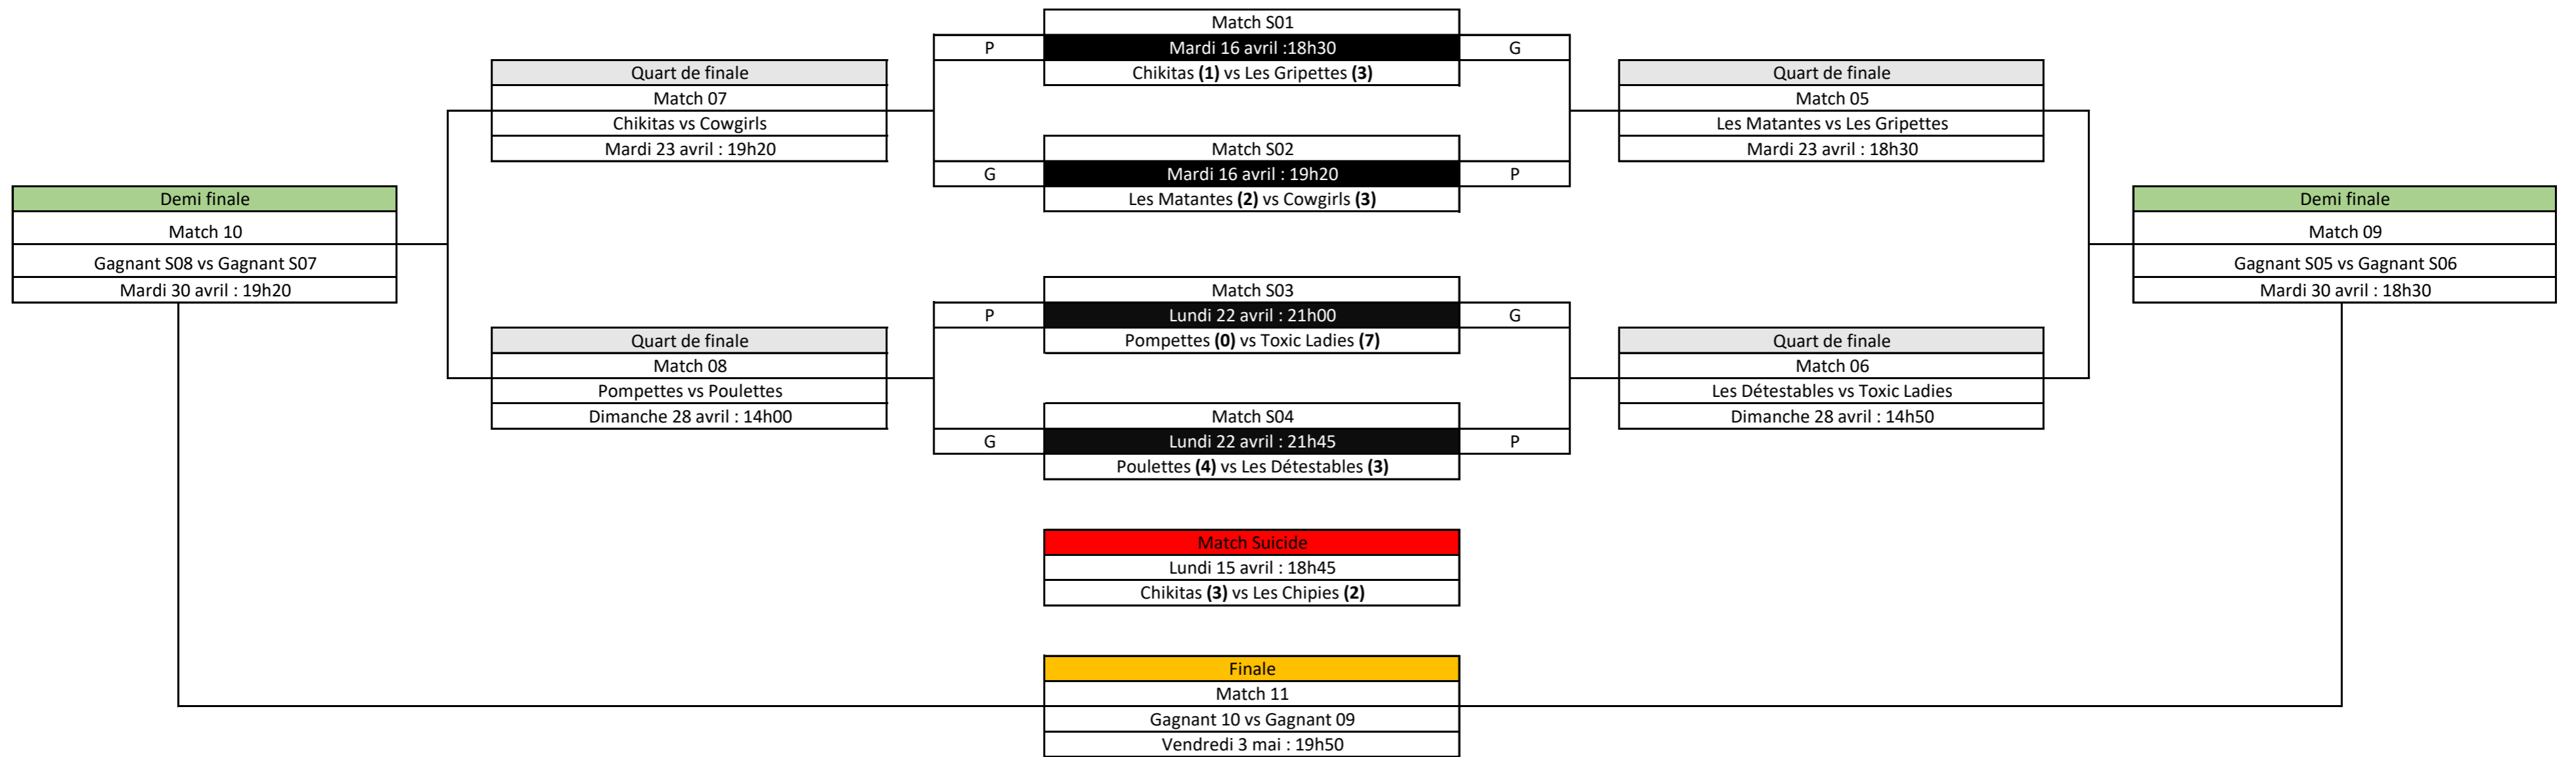 Match S01
P
Mardi 16 avril :18h30
G
Chikitas (1) vs Les Gripettes (3)
Quart de finale
Match 07
Chikitas vs Cowgirls
Mardi 23 avril : 19h20
Quart de finale
Match 05
Les Matantes vs Les Gripettes
Mardi 23 avril : 18h30
Match S02
G
Mardi 16 avril : 19h20
P
Les Matantes (2) vs Cowgirls (3)
Demi finale
Match 10
Gagnant S08 vs Gagnant S07
Mardi 30 avril : 19h20
Demi finale
Match 09
Gagnant S05 vs Gagnant S06
Mardi 30 avril : 18h30
Match S03
P
Lundi 22 avril : 21h00
G
Pompettes (0) vs Toxic Ladies (7)
Quart de finale
Match 08
Pompettes vs Poulettes
Dimanche 28 avril : 14h00
Quart de finale
Match 06
Les Détestables vs Toxic Ladies
Dimanche 28 avril : 14h50
Match S04
G
Lundi 22 avril : 21h45
P
Poulettes (4) vs Les Détestables (3)
Match Suicide
Lundi 15 avril : 18h45
Chikitas (3) vs Les Chipies (2)
Finale
Match 11
Gagnant 10 vs Gagnant 09
Vendredi 3 mai : 19h50